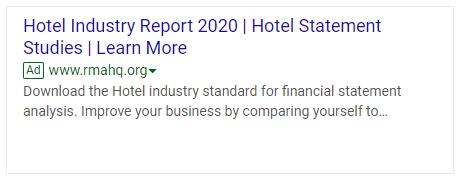 Hotel Industry Report 2020 | Hotel Statement
Studies | Learn More
Ad www.rmahq.org
Download the Hotel industry standard for financial statement
analysis. Improve your business by comparing yourself to…